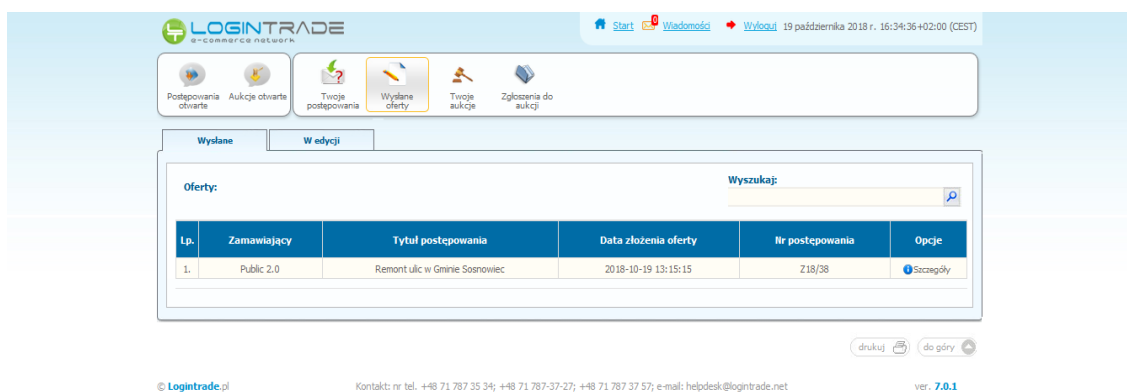 LOGINTRADE
e-commerce network
Start 0 Wiadomości Wyloguj 19 października 2018 r. 16:34:36+02:00 (CEST)
Postępowania otwarte
Aukcje otwarte
Twoje postępowania
Wysłane oferty
Twoje aukcje
Zgłoszenia do aukcji
Wysłane
W edycji
Oferty:
Wyszukaj:
Lp. Zamawiający Tytuł postępowania Data złożenia oferty Nr postępowania Opcje
1. Public 2.0 Remont ulic w Gminie Sosnowiec 2018-10-19 13:15:15 Z18/38 Szczegóły
drukuj do góry
© Logintrade.pl Kontakt: nr tel. +48 71 787 35 34; +48 71 787-37-27; +48 71 787 37 57; e-mail: helpdesk@logintrade.net ver. 7.0.1